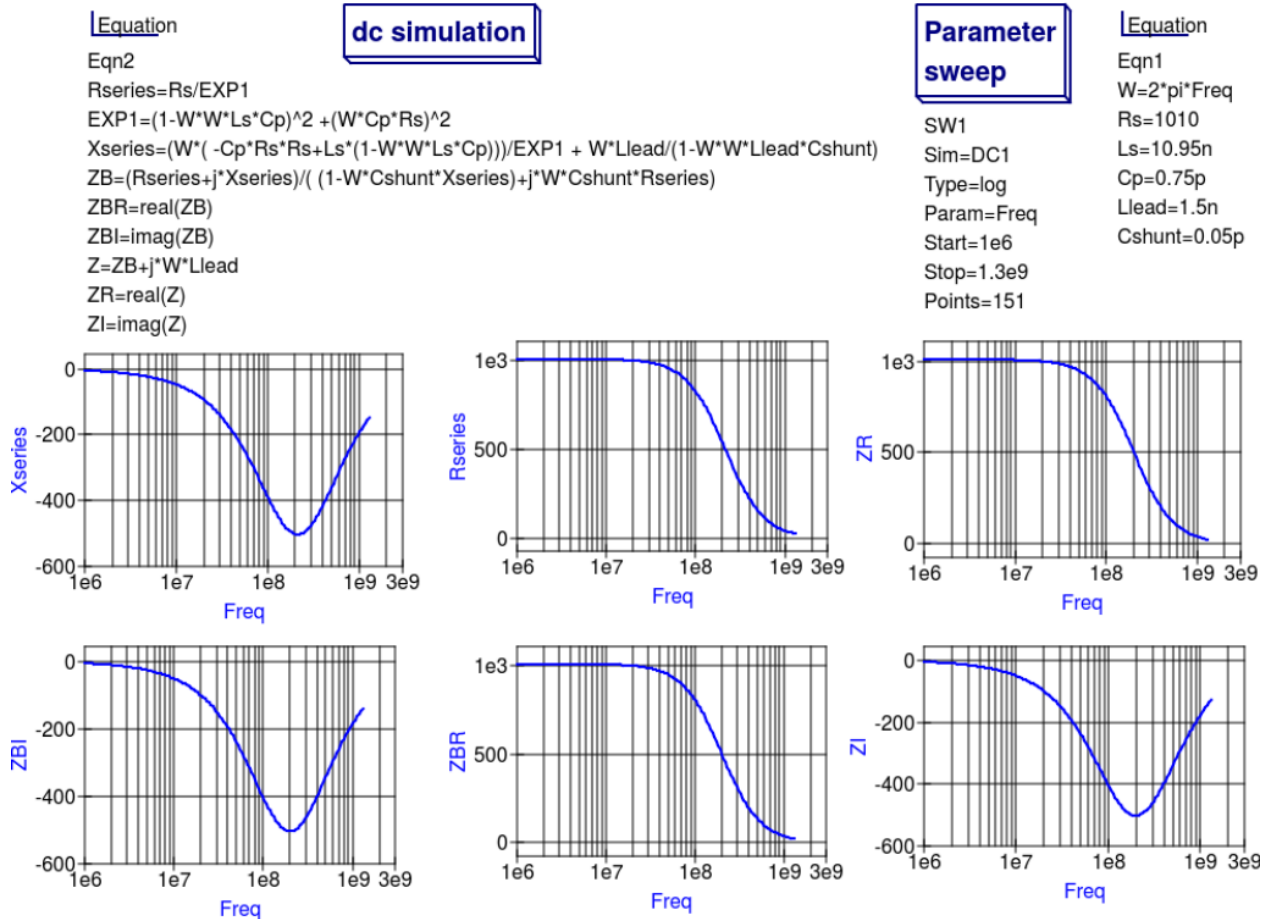 Equation
Eqn2
Rseries=Rs/EXP1
EXP1=(1-W*W*Ls*Cp)^2 +(W*Cp*Rs)^2
Xseries=(W*( -Cp*Rs*Rs+Ls*(1-W*W*Ls*Cp)))/EXP1 + W*Llead/(1-W*W*Llead*Cshunt)
ZB=(Rseries+j*Xseries)/( (1-W*Cshunt*Xseries)+j*W*Cshunt*Rseries)
ZBR=real(ZB)
ZBI=imag(ZB)
Z=ZB+j*W*Llead
ZR=real(Z)
ZI=imag(Z)
dc simulation
Parameter
sweep
SW1
Sim=DC1
Type=log
Param=Freq
Start=1e6
Stop=1.3e9
Points=151
Equation
Eqn1
W=2*pi*Freq
Rs=1010
Ls=10.95n
Cp=0.75p
Llead=1.5n
Cshunt=0.05p
Xseries
0
-200
-400
-600
1e6 1e7 1e8 1e9 3e9
Freq
Rseries
1e3
500
0
1e6 1e7 1e8 1e9 3e9
Freq
ZR
1e3
500
0
1e6 1e7 1e8 1e9 3e9
Freq
ZBI
0
-200
-400
-600
1e6 1e7 1e8 1e9 3e9
Freq
ZBR
1e3
500
0
1e6 1e7 1e8 1e9 3e9
Freq
ZI
0
-200
-400
-600
1e6 1e7 1e8 1e9 3e9
Freq